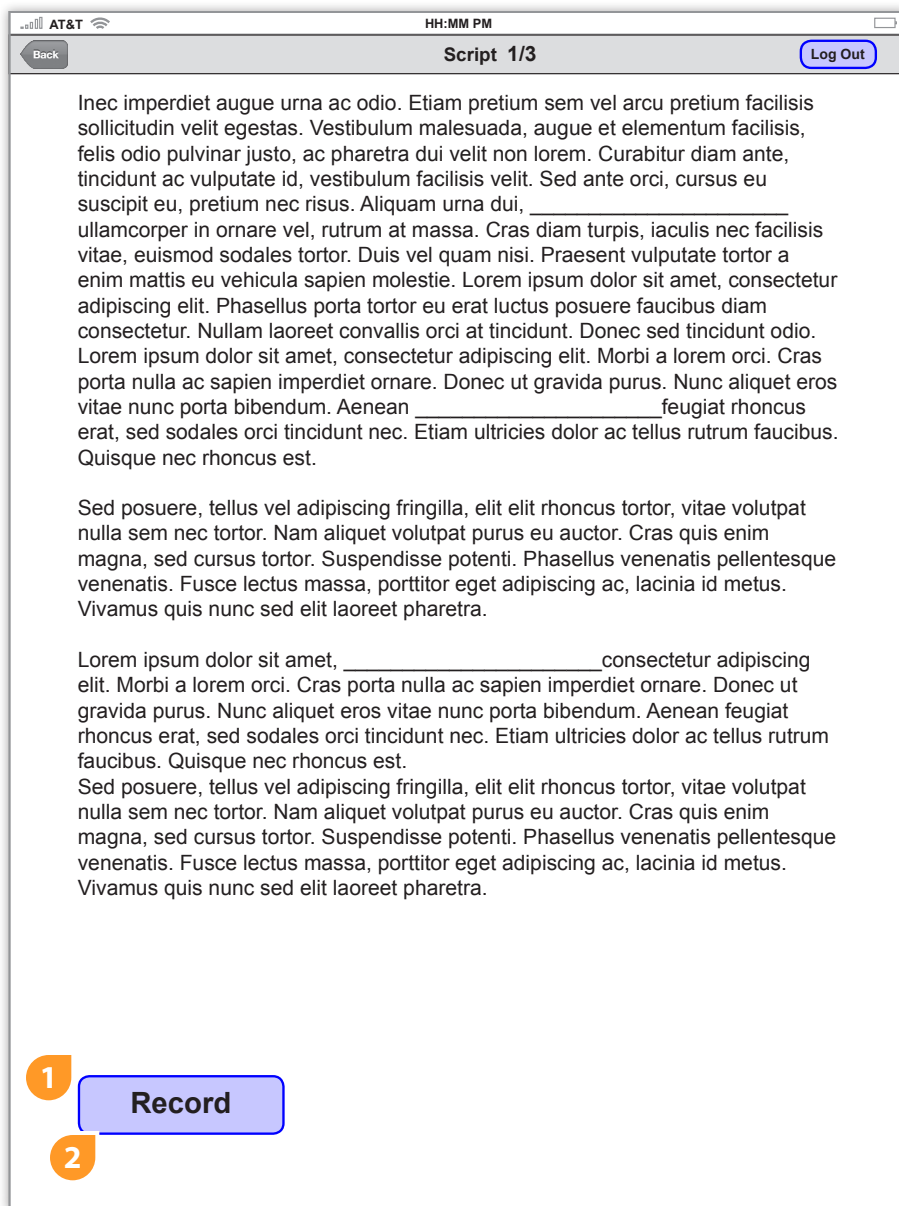 AT&T
HH:MM PM
Back
Script 1/3
Log Out
Inec imperdiet augue urna ac odio. Etiam pretium sem vel arcu pretium facilisis
sollicitudin velit egestas. Vestibulum malesuada, augue et elementum facilisis,
felis odio pulvinar justo, ac pharetra dui velit non lorem. Curabitur diam ante,
tincidunt ac vulputate id, vestibulum facilisis velit. Sed ante orci, cursus eu
suscipit eu, pretium nec risus. Aliquam urna dui, _______________________
ullamcorper in ornare vel, rutrum at massa. Cras diam turpis, iaculis nec facilisis
vitae, euismod sodales tortor. Duis vel quam nisi. Praesent vulputate tortor a
enim mattis eu vehicula sapien molestie. Lorem ipsum dolor sit amet, consectetur
adipiscing elit. Phasellus porta tortor eu erat luctus posuere faucibus diam
consectetur. Nullam laoreet convallis orci at tincidunt. Donec sed tincidunt odio.
Lorem ipsum dolor sit amet, consectetur adipiscing elit. Morbi a lorem orci. Cras
porta nulla ac sapien imperdiet ornare. Donec ut gravida purus. Nunc aliquet eros
vitae nunc porta bibendum. Aenean ______________________feugiat rhoncus
erat, sed sodales orci tincidunt nec. Etiam ultricies dolor ac tellus rutrum faucibus.
Quisque nec rhoncus est.
Sed posuere, tellus vel adipiscing fringilla, elit elit rhoncus tortor, vitae volutpat
nulla sem nec tortor. Nam aliquet volutpat purus eu auctor. Cras quis enim
magna, sed cursus tortor. Suspendisse potenti. Phasellus venenatis pellentesque
venenatis. Fusce lectus massa, porttitor eget adipiscing ac, lacinia id metus.
Vivamus quis nunc sed elit laoreet pharetra.
Lorem ipsum dolor sit amet, _______________________consectetur adipiscing
elit. Morbi a lorem orci. Cras porta nulla ac sapien imperdiet ornare. Donec ut
gravida purus. Nunc aliquet eros vitae nunc porta bibendum. Aenean feugiat
rhoncus erat, sed sodales orci tincidunt nec. Etiam ultricies dolor ac tellus rutrum
faucibus. Quisque nec rhoncus est.
Sed posuere, tellus vel adipiscing fringilla, elit elit rhoncus tortor, vitae volutpat
nulla sem nec tortor. Nam aliquet volutpat purus eu auctor. Cras quis enim
magna, sed cursus tortor. Suspendisse potenti. Phasellus venenatis pellentesque
venenatis. Fusce lectus massa, porttitor eget adipiscing ac, lacinia id metus.
Vivamus quis nunc sed elit laoreet pharetra.
1
Record
2